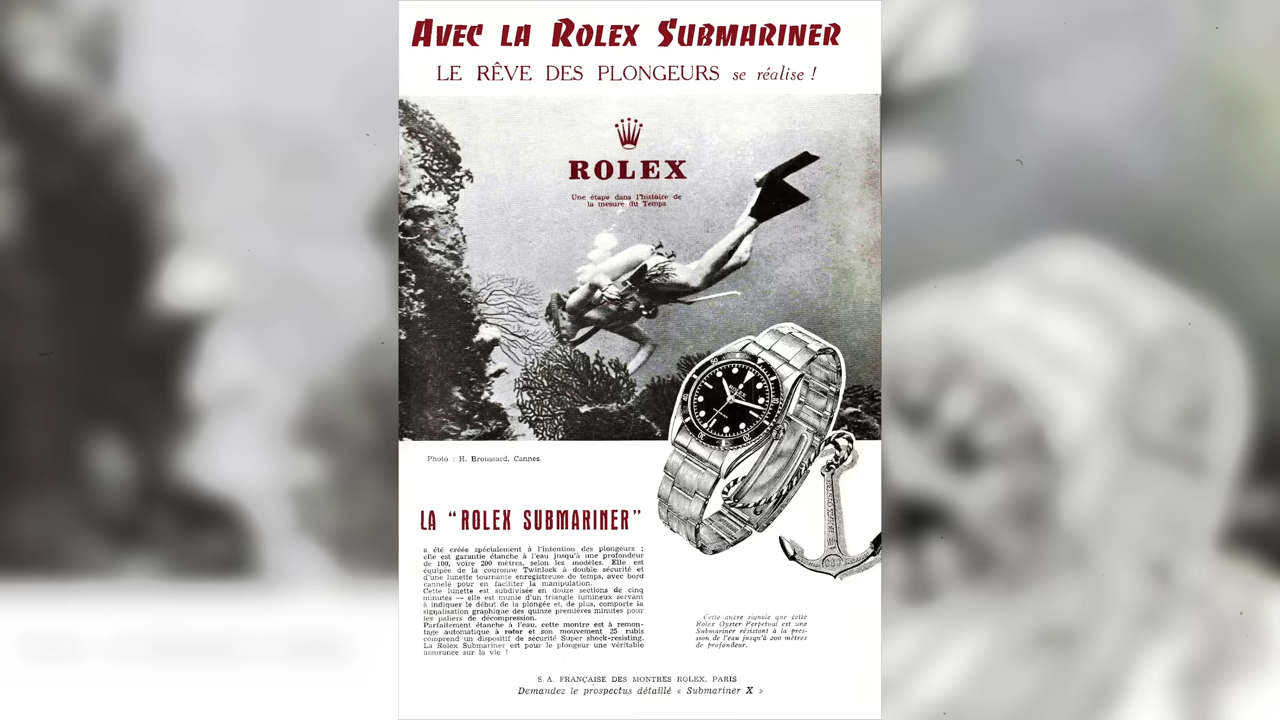 AVEC LA ROLEX SUBMARINER
LE RÊVE DES PLONGEURS se réalise !
ROLEX
Une étape dans l'histoire de
la mesure du Temps
Photo : H. Broussard, Cannes.
LA "ROLEX SUBMARINER"
a été créée spécialement à l'intention des plongeurs ;
elle est garantie étanche à l'eau jusqu'à une profondeur
de 100, voire 200 mètres, selon les modèles. Elle est
équipée de la couronne Twinlock à double sécurité et
d'une lunette tournante enregistreuse de temps, avec bord
cannelé pour en faciliter la manipulation.
Cette lunette est subdivisée en douze sections de cinq
minutes — elle est munie d'un triangle lumineux servant
à indiquer le début de la plongée et, de plus, comporte la
signalisation graphique des quinze premières minutes pour
les paliers de décompression.
Parfaitement étanche à l'eau, cette montre est à remon-
tage automatique à rotor et son mouvement 25 rubis
comprend un dispositif de sécurité Super shock-resisting.
La Rolex Submariner est pour le plongeur une véritable
assurance sur la vie !
Cette ancre signale que cette
Rolex Oyster Perpetual est une
Submariner résistant à la pres-
sion de l'eau jusqu'à 200 mètres
de profondeur.
S. A. FRANÇAISE DES MONTRES ROLEX, PARIS
Demandez le prospectus détaillé « Submariner X »